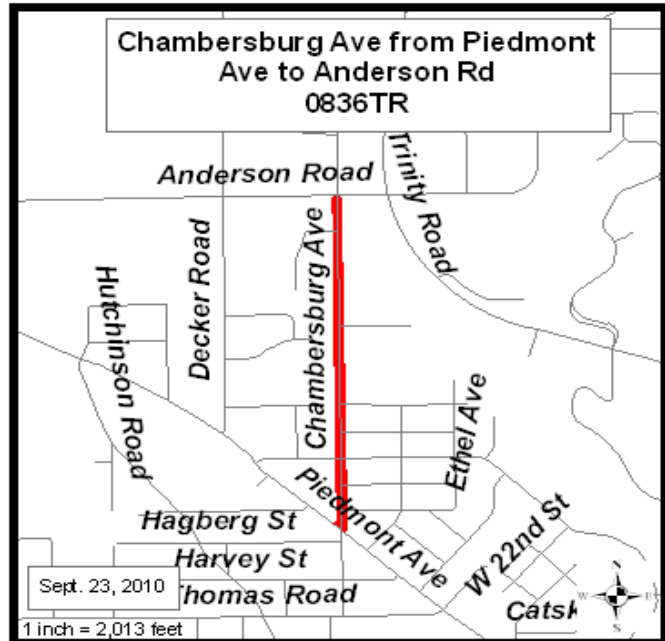 Chambersburg Ave from Piedmont
Ave to Anderson Rd
0836TR
Anderson Road
Trinity Road
Chambersburg Ave
Decker Road
Hutchinson Road
Ethel Ave
Piedmont Ave
Hagberg St
W 22nd St
Harvey St
Thomas Road
Catsk
Sept. 23, 2010
1 inch = 2,013 feet
N
W
E
S